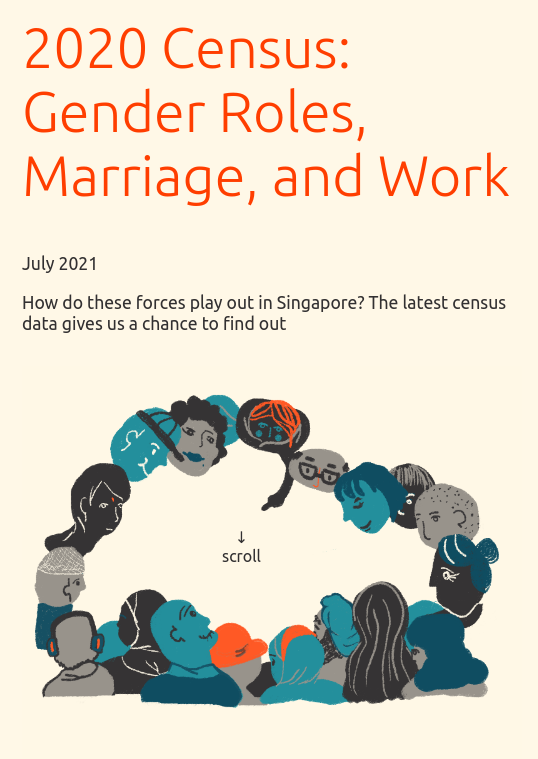 2020 Census:
Gender Roles,
Marriage, and Work
July 2021
How do these forces play out in Singapore? The latest census
data gives us a chance to find out
↓
scroll